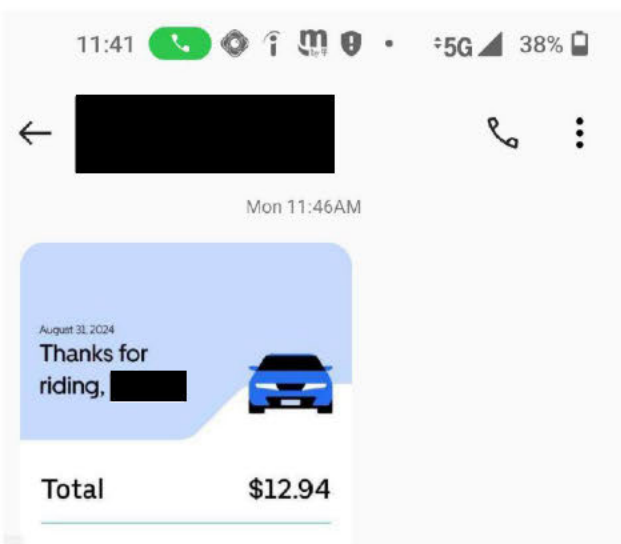 11:41 5G 38%
Mon 11:46AM
August 31, 2024
Thanks for
riding,
Total $12.94